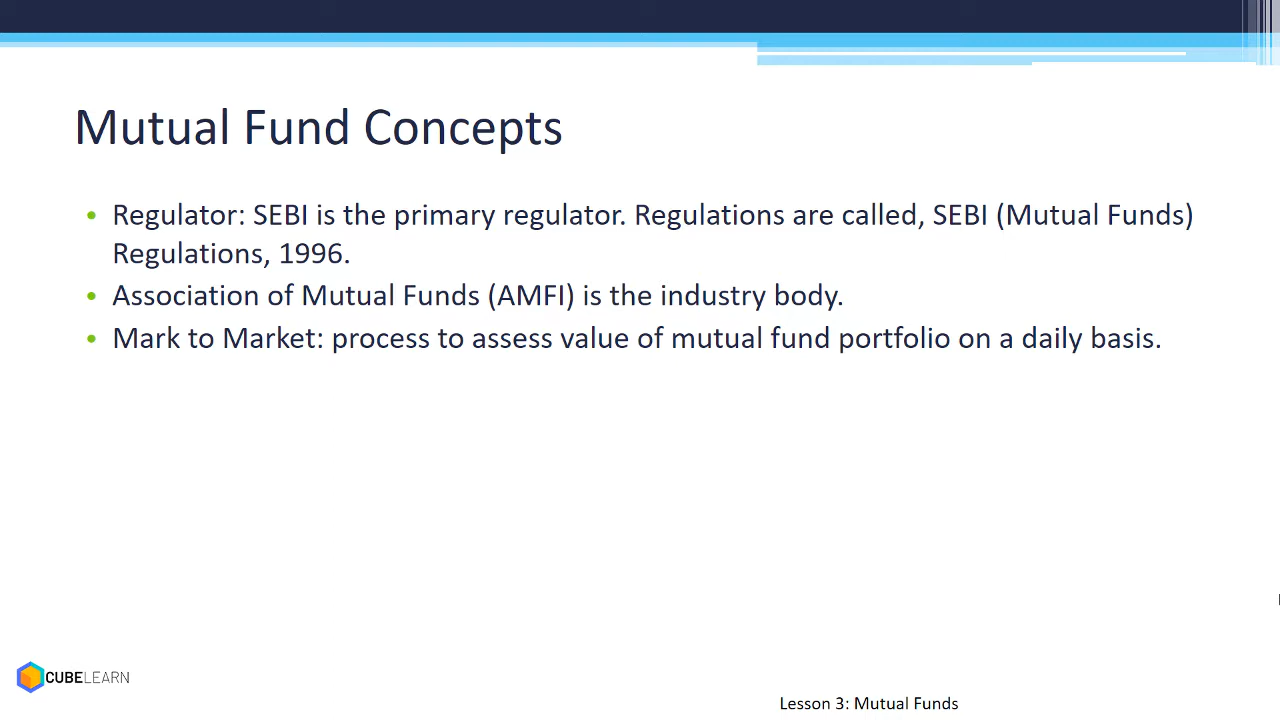 Mutual Fund Concepts
• Regulator: SEBI is the primary regulator. Regulations are called, SEBI (Mutual Funds)
Regulations, 1996.
• Association of Mutual Funds (AMFI) is the industry body.
• Mark to Market: process to assess value of mutual fund portfolio on a daily basis.
CUBELEARN
Lesson 3: Mutual Funds